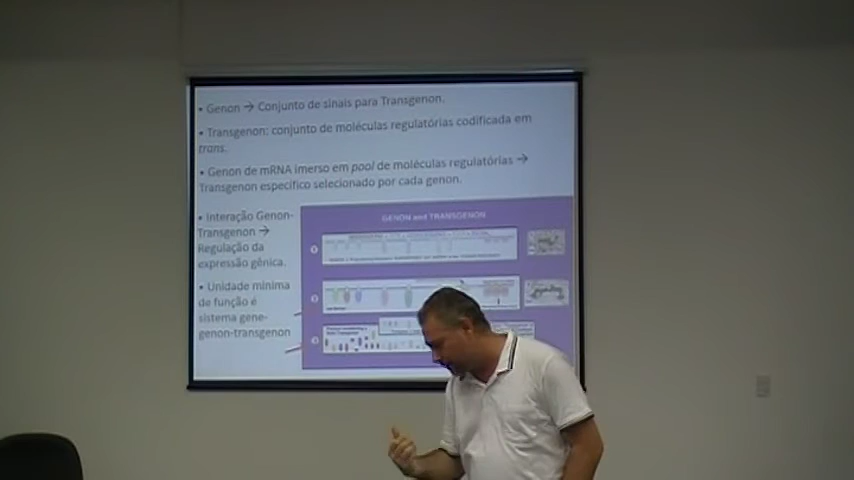 • Genon → Conjunto de sinais para Transgenon.
• Transgenon: conjunto de moléculas regulatórias codificada em
trans.
• Genon de mRNA imerso em pool de moléculas regulatórias →
Transgenon específico selecionado por cada genon.
• Interação Genon-
Transgenon →
Regulação da
expressão gênica.
• Unidade mínima
de função é
sistema gene-
genon-transgenon
GENON and TRANSGENON